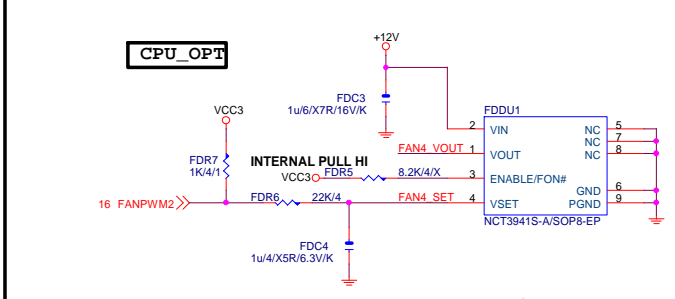 CPU_OPT
+12V
FDC3
1u/6/X7R/16V/K
FDDU1
VCC3
2 VIN NC 5
NC 7
FAN4_VOUT 1 VOUT NC 8
FDR7
1K/4/1
INTERNAL PULL HI
VCC3 FDR5 8.2K/4/X 3 ENABLE/FON#
GND 6
16 FANPWM2 FDR6 22K/4 FAN4_SET 4 VSET PGND 9
NCT3941S-A/SOP8-EP
FDC4
1u/4/X5R/6.3V/K